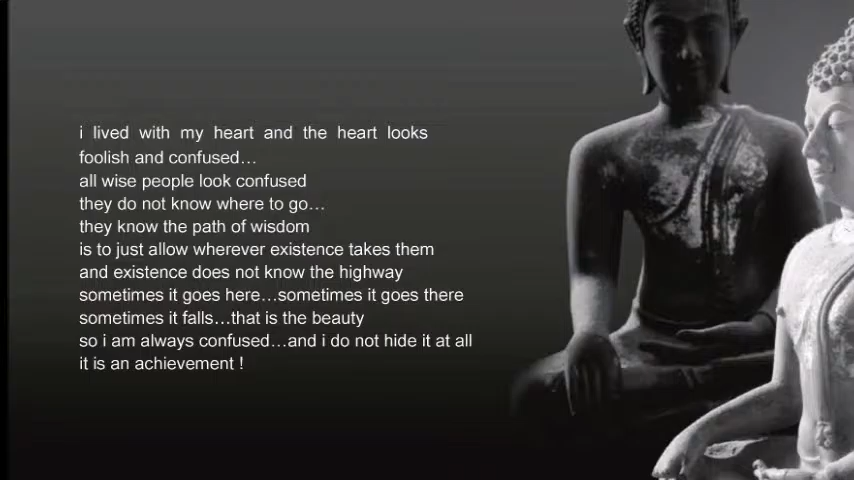 i lived with my heart and the heart looks
foolish and confused…
all wise people look confused
they do not know where to go…
they know the path of wisdom
is to just allow wherever existence takes them
and existence does not know the highway
sometimes it goes here…sometimes it goes there
sometimes it falls…that is the beauty
so i am always confused…and i do not hide it at all
it is an achievement !